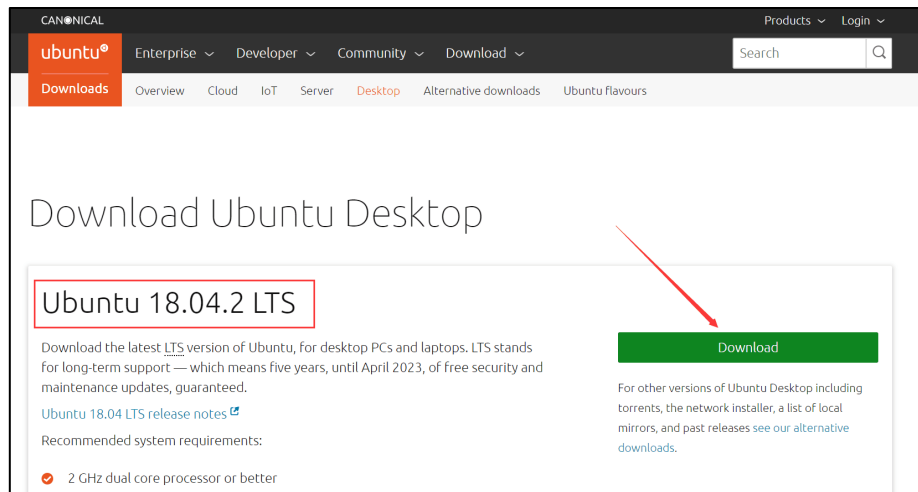 CANONICAL
Products Login
ubuntu® Enterprise Developer Community Download Search
Downloads Overview Cloud IoT Server Desktop Alternative downloads Ubuntu flavours
Download Ubuntu Desktop
Ubuntu 18.04.2 LTS
Download the latest LTS version of Ubuntu, for desktop PCs and laptops. LTS stands
for long-term support — which means five years, until April 2023, of free security and
maintenance updates, guaranteed.
Ubuntu 18.04 LTS release notes
Recommended system requirements:
2 GHz dual core processor or better
Download
For other versions of Ubuntu Desktop including
torrents, the network installer, a list of local
mirrors, and past releases see our alternative
downloads.